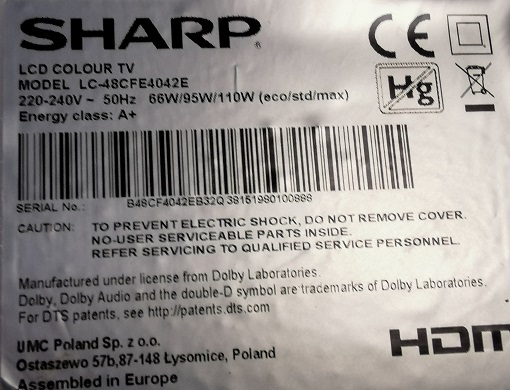 SHARP®
LCD COLOUR TV
MODEL LC-48CFE4042E
220-240V ~ 50Hz 66W/95W/110W (eco/std/max)
Energy class: A+
CE
Hg
SERIAL No.: B48CF4042EB32Q 38151980100888
CAUTION: TO PREVENT ELECTRIC SHOCK, DO NOT REMOVE COVER.
NO-USER SERVICEABLE PARTS INSIDE.
REFER SERVICING TO QUALIFIED SERVICE PERSONNEL.
Manufactured under license from Dolby Laboratories.
Dolby, Dolby Audio and the double-D symbol are trademarks of Dolby Laboratories.
For DTS patents, see http://patents.dts.com
HDM
UMC Poland Sp. z o.o.
Ostaszewo 57b,87-148 Łysomice, Poland
Assembled in Europe